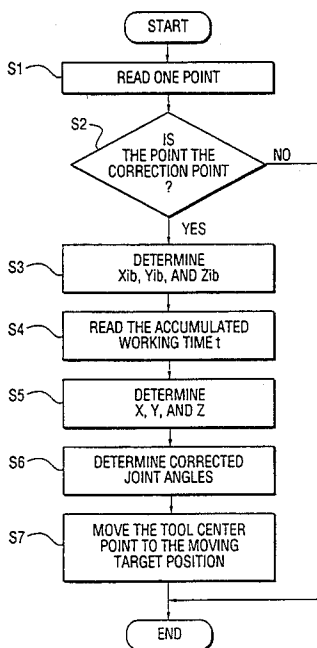 START
S1
READ ONE POINT
S2
IS
THE POINT THE
CORRECTION POINT
?
NO
YES
S3
DETERMINE
Xib, Yib, AND Zib
S4
READ THE ACCUMULATED
WORKING TIME t
S5
DETERMINE
X, Y, AND Z
S6
DETERMINE CORRECTED
JOINT ANGLES
S7
MOVE THE TOOL CENTER
POINT TO THE MOVING
TARGET POSITION
END